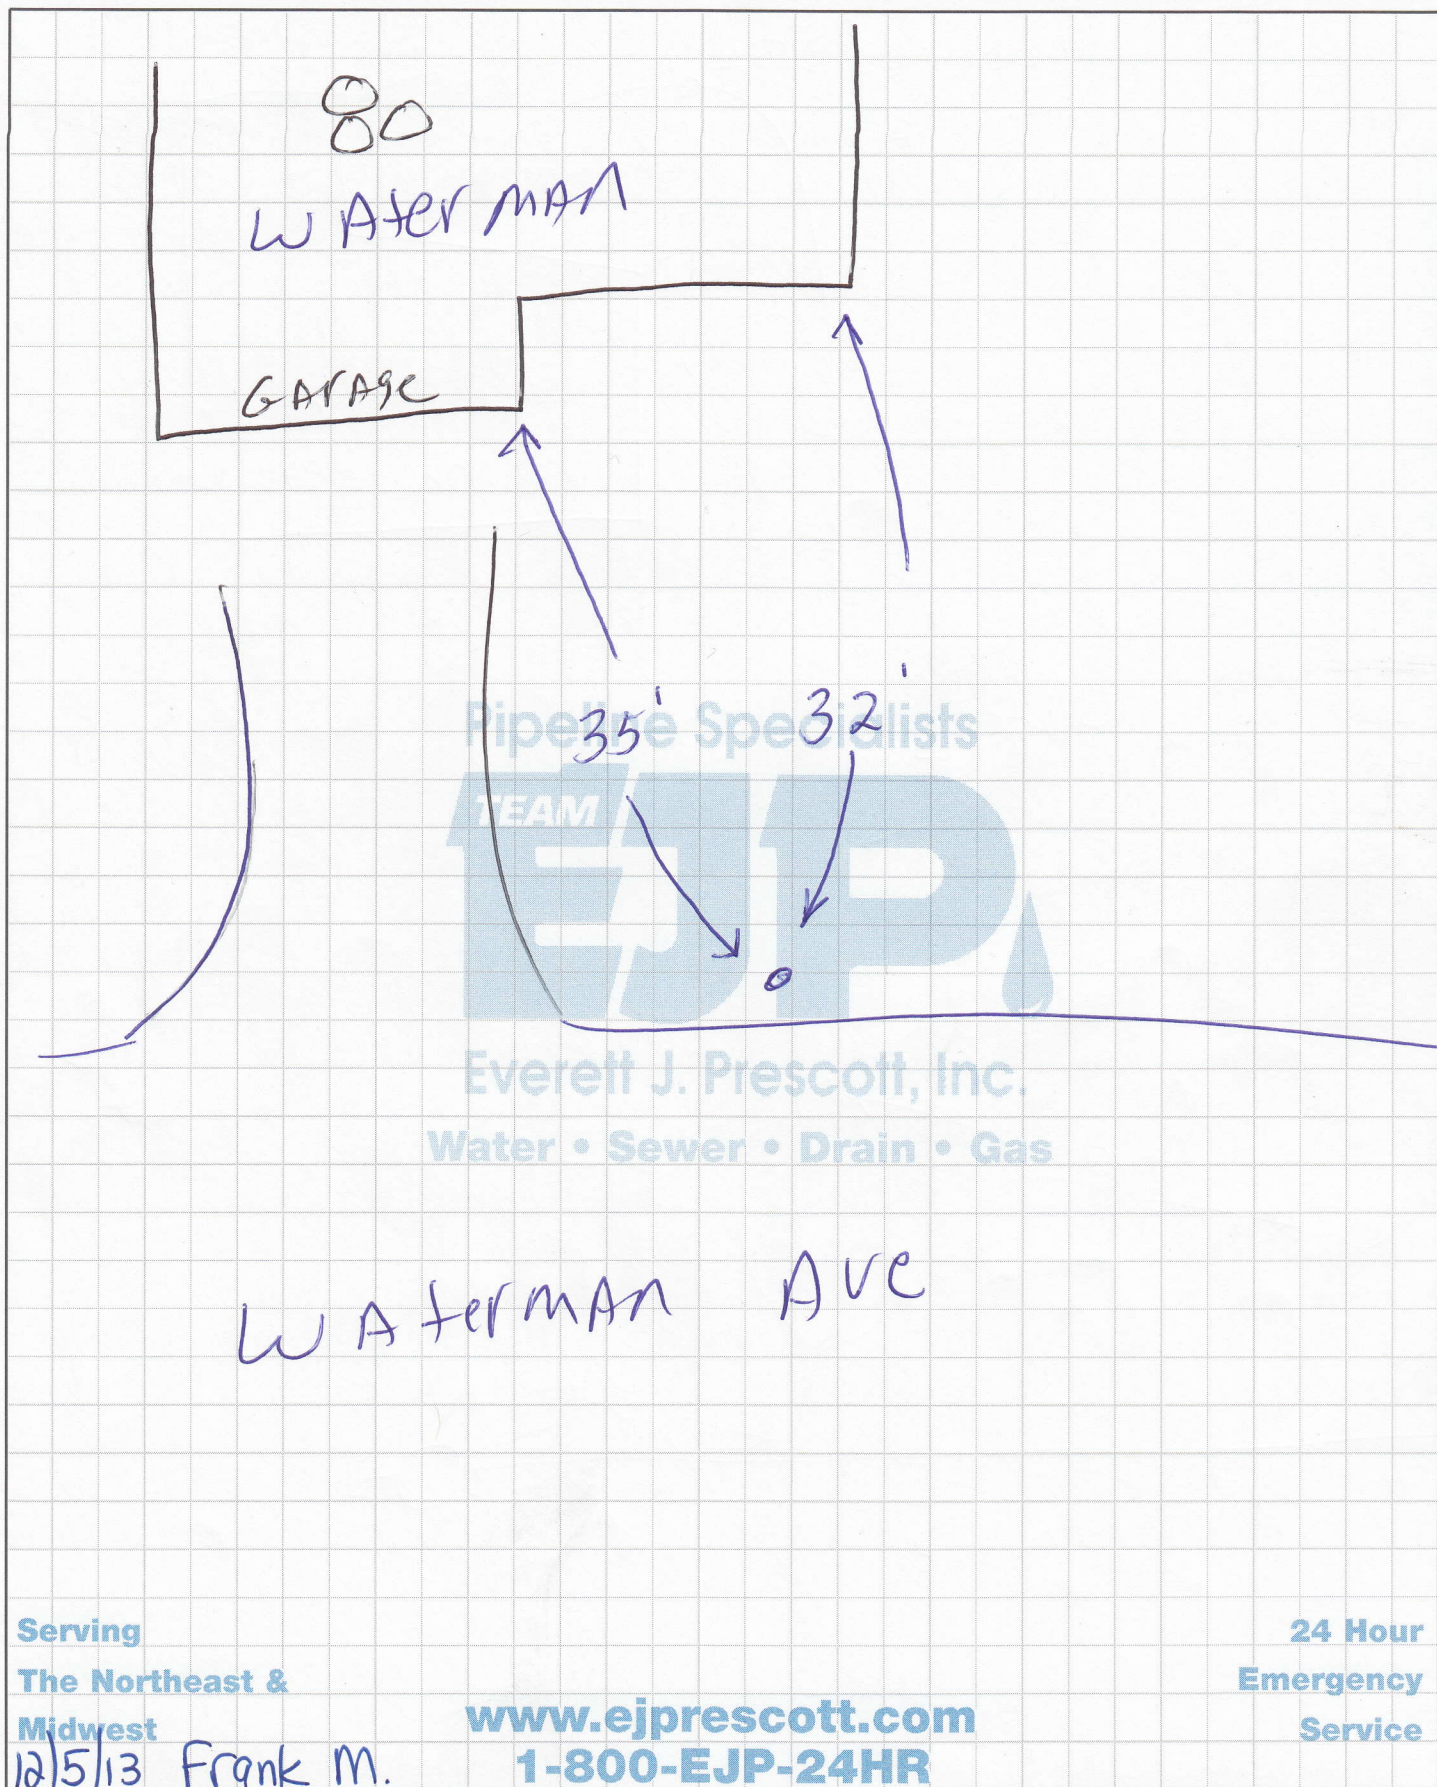 80
WAterMAn
GArAge
35' 32'
Pipeline Specialists
TEAM
EJP
Everett J. Prescott, Inc.
Water • Sewer • Drain • Gas
WAterMAn Ave
Serving
The Northeast &
Midwest
24 Hour
Emergency
Service
www.ejprescott.com
1-800-EJP-24HR
12/5/13 Frank M.